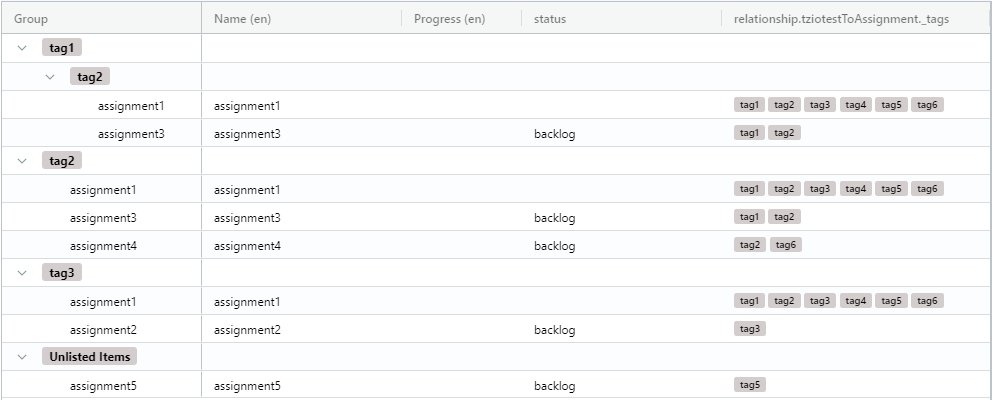 Group Name (en) Progress (en) status relationship.tziotestToAssignment._tags
tag1
tag2
assignment1 assignment1 tag1 tag2 tag3 tag4 tag5 tag6
assignment3 assignment3 backlog tag1 tag2
tag2
assignment1 assignment1 tag1 tag2 tag3 tag4 tag5 tag6
assignment3 assignment3 backlog tag1 tag2
assignment4 assignment4 backlog tag2 tag6
tag3
assignment1 assignment1 tag1 tag2 tag3 tag4 tag5 tag6
assignment2 assignment2 backlog tag3
Unlisted Items
assignment5 assignment5 backlog tag5